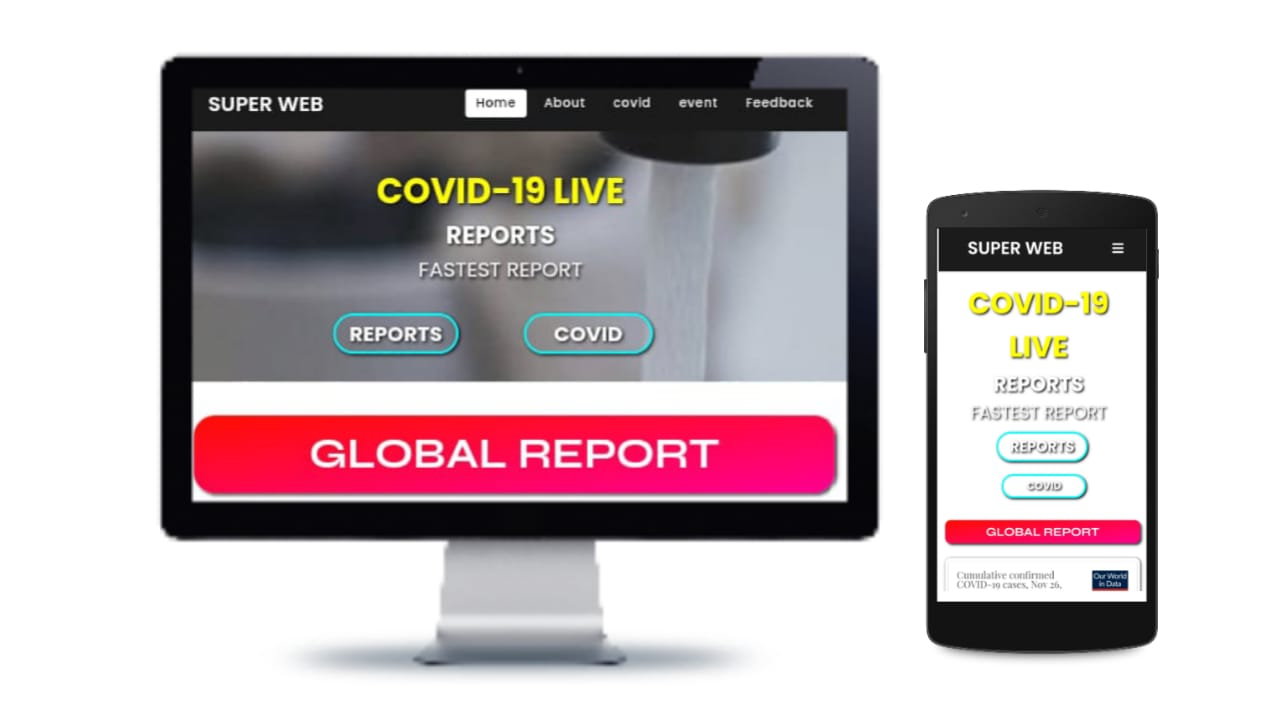 SUPER WEB
Home About covid event Feedback
COVID-19 LIVE
REPORTS
FASTEST REPORT
REPORTS COVID
GLOBAL REPORT
SUPER WEB
COVID-19
LIVE
REPORTS
FASTEST REPORT
REPORTS
COVID
GLOBAL REPORT
Cumulative confirmed
COVID-19 cases, Nov 26,
Our World
in Data